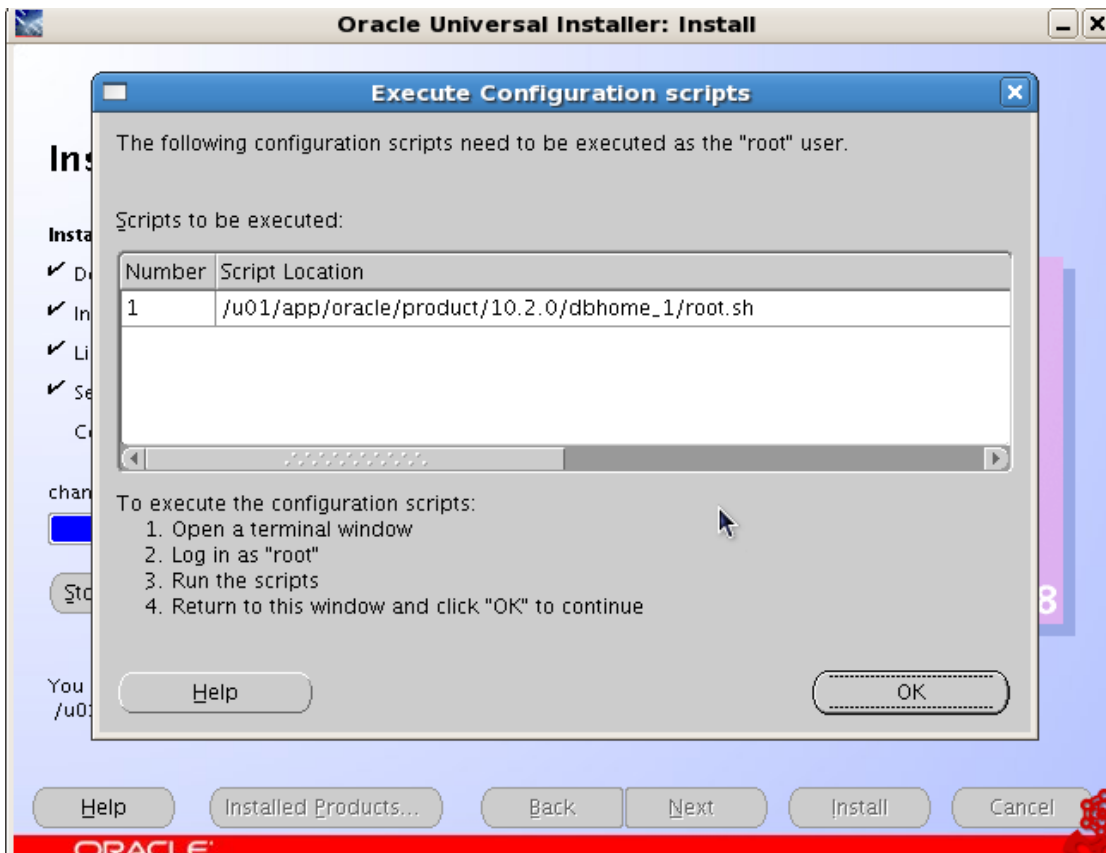 Oracle Universal Installer: Install
Execute Configuration scripts
The following configuration scripts need to be executed as the "root" user.
Scripts to be executed:
Number Script Location
1 /u01/app/oracle/product/10.2.0/dbhome_1/root.sh
To execute the configuration scripts:
1. Open a terminal window
2. Log in as "root"
3. Run the scripts
4. Return to this window and click "OK" to continue
Help OK
You
Help Installed Products... Back Next Install Cancel
ORACLE